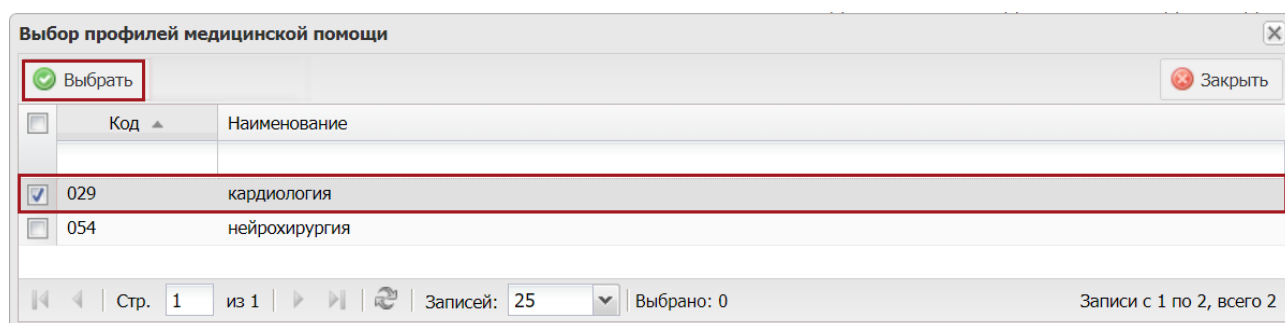 Выбор профилей медицинской помощи
Выбрать Закрыть
Код Наименование
029 кардиология
054 нейрохирургия
Стр. 1 из 1 Записей: 25 Выбрано: 0 Записи с 1 по 2, всего 2